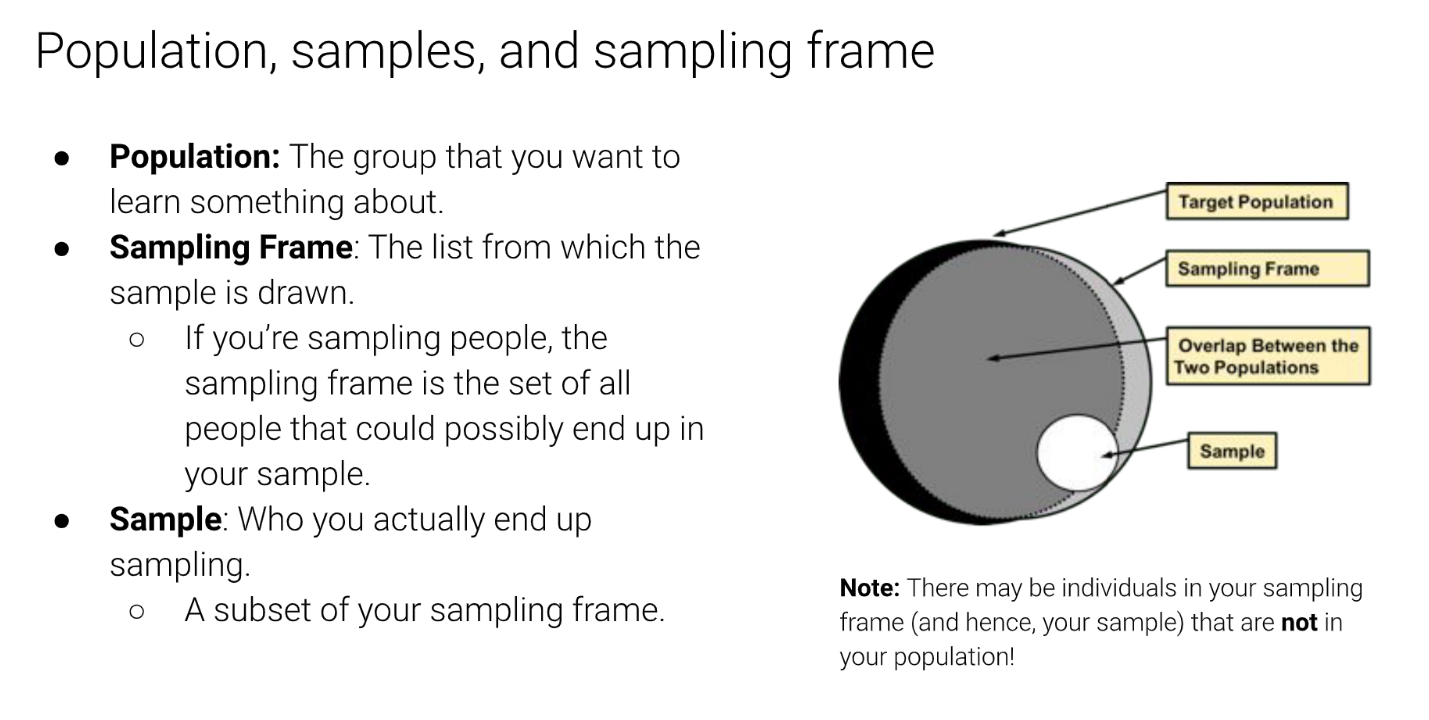 Population, samples, and sampling frame
● Population: The group that you want to
learn something about.
● Sampling Frame: The list from which the
sample is drawn.
○ If you’re sampling people, the
sampling frame is the set of all
people that could possibly end up in
your sample.
● Sample: Who you actually end up
sampling.
○ A subset of your sampling frame.
Target Population
Sampling Frame
Overlap Between the
Two Populations
Sample
Note: There may be individuals in your sampling
frame (and hence, your sample) that are not in
your population!